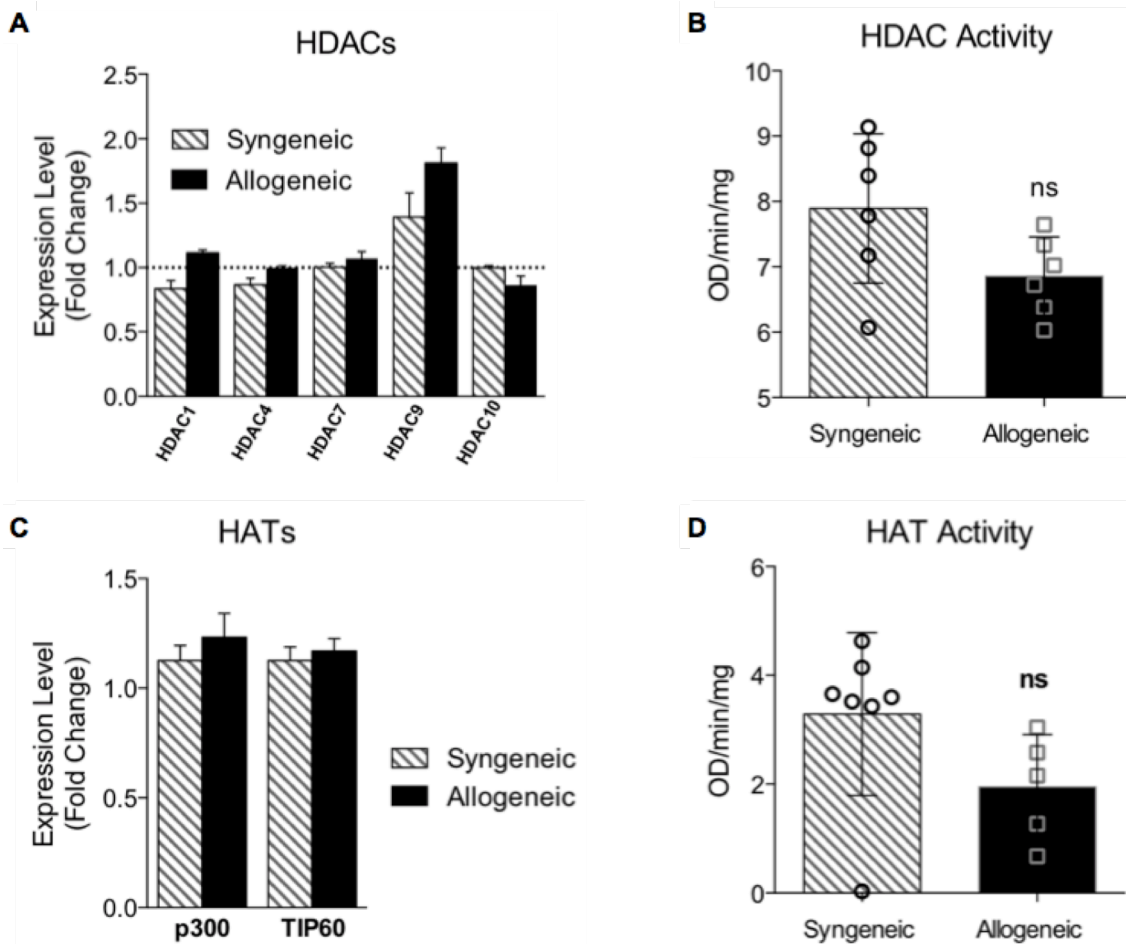 A
HDACs
Expression Level
(Fold Change)
2.5
2.0
1.5
1.0
0.5
0.0
Syngeneic
Allogeneic
HDAC1
HDAC4
HDAC7
HDAC9
HDAC10
B
HDAC Activity
OD/min/mg
10
9
8
7
6
5
ns
Syngeneic
Allogeneic
C
HATs
Expression Level
(Fold Change)
1.5
1.0
0.5
0.0
p300
TIP60
Syngeneic
Allogeneic
D
HAT Activity
OD/min/mg
6
4
2
0
ns
Syngeneic
Allogeneic